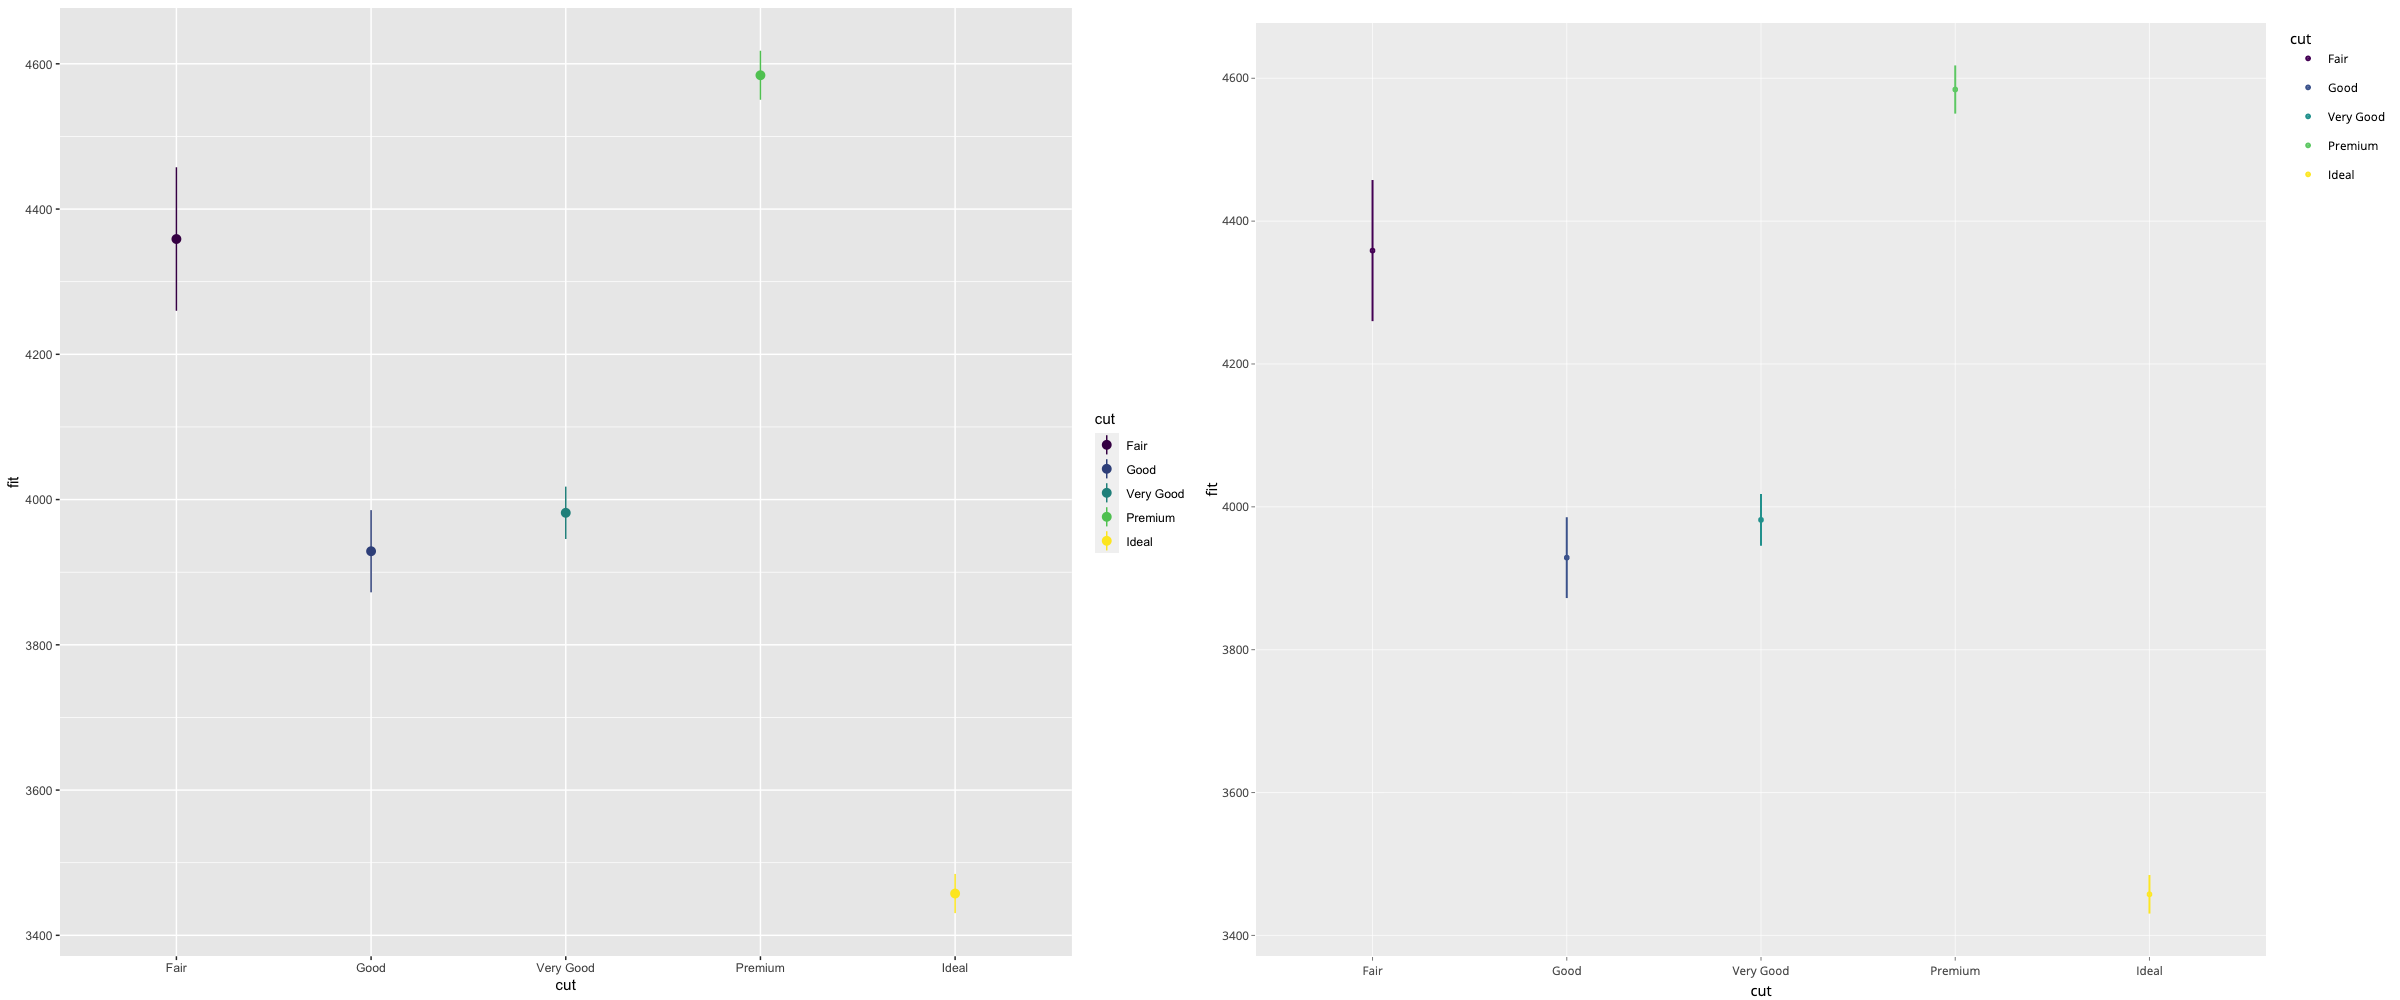 4600
4400
4200
4000
3800
3600
3400
fit
Fair
Good
Very Good
Premium
Ideal
cut
cut
Fair
Good
Very Good
Premium
Ideal
4600
4400
4200
4000
3800
3600
3400
fit
Fair
Good
Very Good
Premium
Ideal
cut
cut
Fair
Good
Very Good
Premium
Ideal